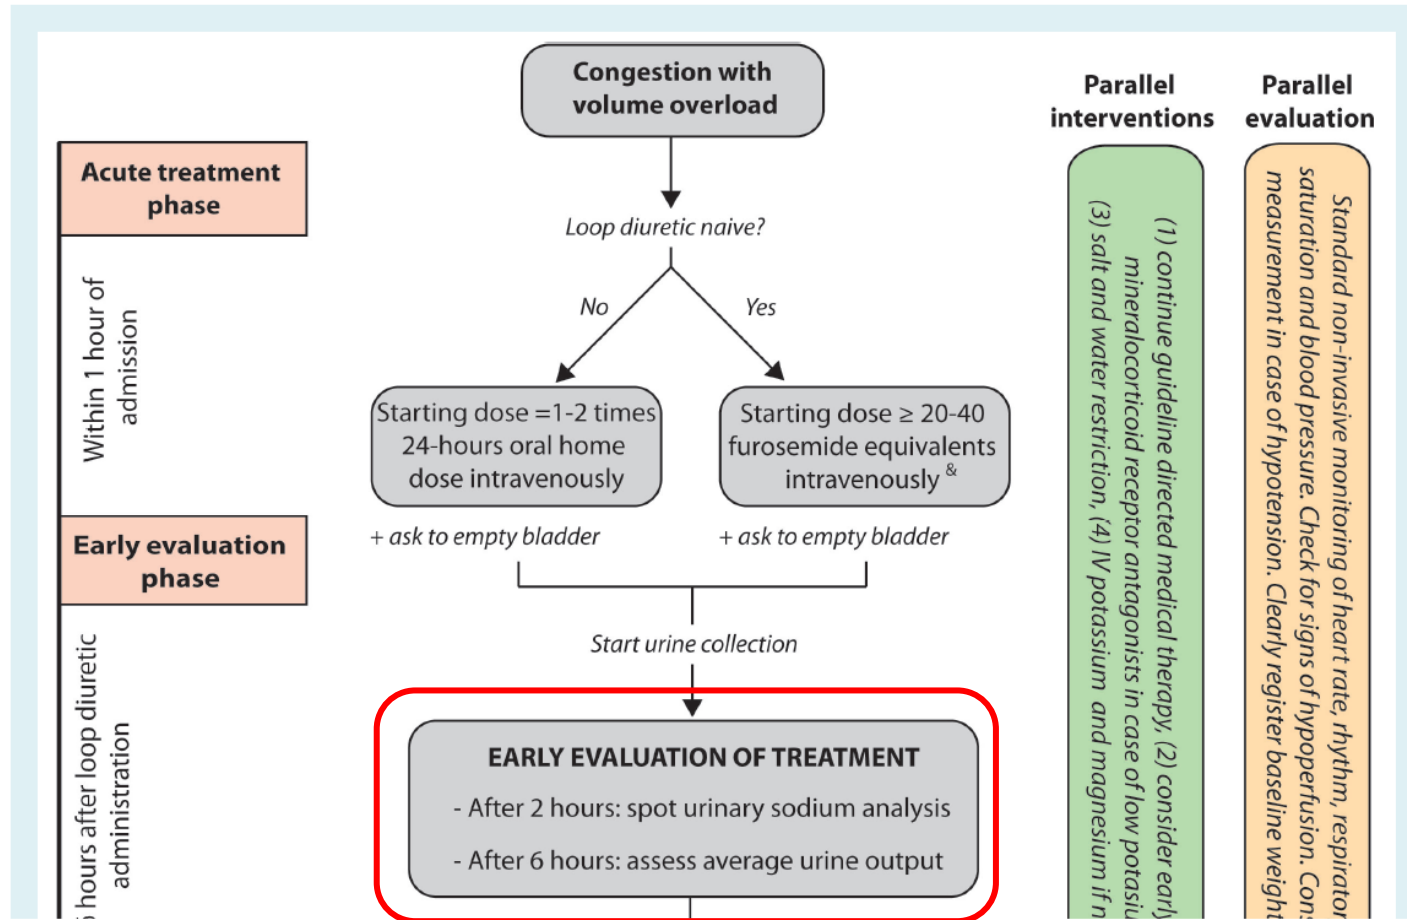 Congestion with
volume overload
Parallel
interventions
Parallel
evaluation
Acute treatment
phase
Loop diuretic naive?
Within 1 hour of
admission
No
Yes
Starting dose =1-2 times
24-hours oral home
dose intravenously
Starting dose ≥ 20-40
furosemide equivalents
intravenously &
+ ask to empty bladder
+ ask to empty bladder
Early evaluation
phase
Start urine collection
hours after loop diuretic
administration
EARLY EVALUATION OF TREATMENT
- After 2 hours: spot urinary sodium analysis
- After 6 hours: assess average urine output
(1) continue guideline directed medical therapy, (2) consider early
mineralocorticoid receptor antagonists in case of low potasiu
(3) salt and water restriction, (4) IV potassium and magnesium if n
Standard non-invasive monitoring of heart rate, rhythm, respirato
saturation and blood pressure. Check for signs of hypoperfusion. Cons
measurement in case of hypotension. Clearly register baseline weight